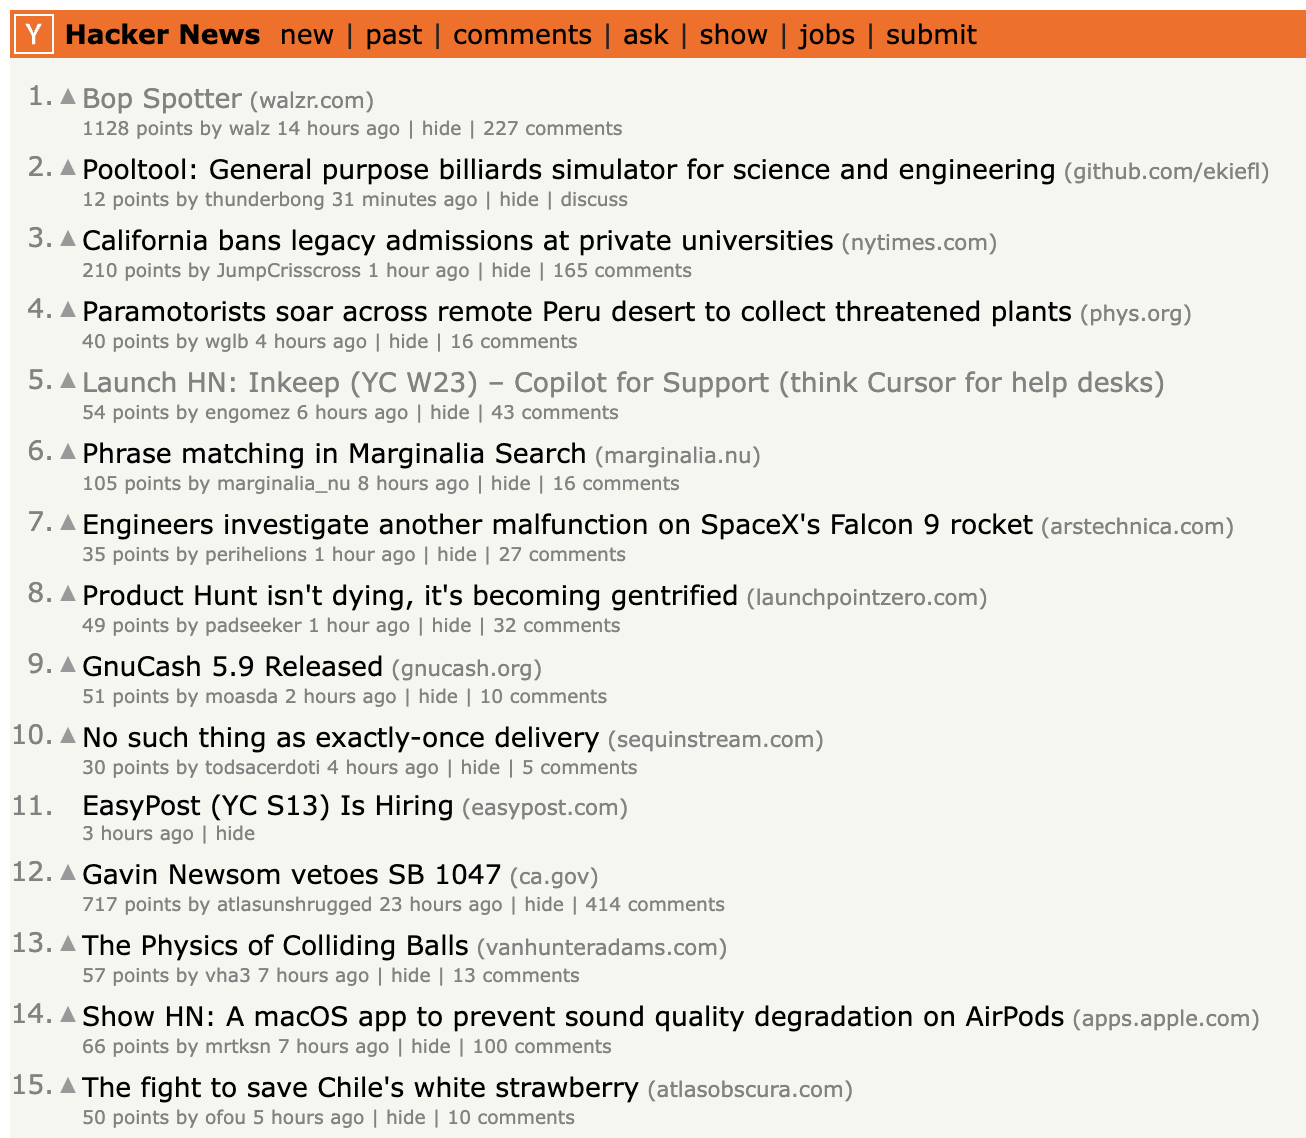 Y Hacker News new | past | comments | ask | show | jobs | submit
1. ▲ Bop Spotter (walzr.com)
1128 points by walz 14 hours ago | hide | 227 comments
2. ▲ Pooltool: General purpose billiards simulator for science and engineering (github.com/ekiefl)
12 points by thunderbong 31 minutes ago | hide | discuss
3. ▲ California bans legacy admissions at private universities (nytimes.com)
210 points by JumpCrisscross 1 hour ago | hide | 165 comments
4. ▲ Paramotorists soar across remote Peru desert to collect threatened plants (phys.org)
40 points by wglb 4 hours ago | hide | 16 comments
5. ▲ Launch HN: Inkeep (YC W23) – Copilot for Support (think Cursor for help desks)
54 points by engomez 6 hours ago | hide | 43 comments
6. ▲ Phrase matching in Marginalia Search (marginalia.nu)
105 points by marginalia_nu 8 hours ago | hide | 16 comments
7. ▲ Engineers investigate another malfunction on SpaceX's Falcon 9 rocket (arstechnica.com)
35 points by perihelions 1 hour ago | hide | 27 comments
8. ▲ Product Hunt isn't dying, it's becoming gentrified (launchpointzero.com)
49 points by padseeker 1 hour ago | hide | 32 comments
9. ▲ GnuCash 5.9 Released (gnucash.org)
51 points by moasda 2 hours ago | hide | 10 comments
10. ▲ No such thing as exactly-once delivery (sequinstream.com)
30 points by todsacerdoti 4 hours ago | hide | 5 comments
11. EasyPost (YC S13) Is Hiring (easypost.com)
3 hours ago | hide
12. ▲ Gavin Newsom vetoes SB 1047 (ca.gov)
717 points by atlasunshrugged 23 hours ago | hide | 414 comments
13. ▲ The Physics of Colliding Balls (vanhunteradams.com)
57 points by vha3 7 hours ago | hide | 13 comments
14. ▲ Show HN: A macOS app to prevent sound quality degradation on AirPods (apps.apple.com)
66 points by mrtksn 7 hours ago | hide | 100 comments
15. ▲ The fight to save Chile's white strawberry (atlasobscura.com)
50 points by ofou 5 hours ago | hide | 10 comments